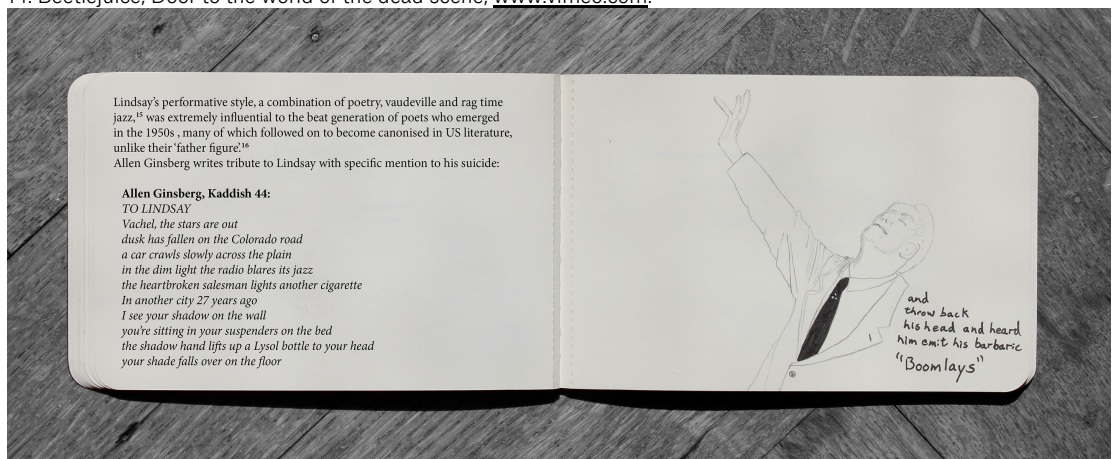 14. Beetlejuice, Door to the world of the dead scene, www.vimeo.com.
Lindsay's performative style, a combination of poetry, vaudeville and rag time
jazz,¹⁵ was extremely influential to the beat generation of poets who emerged
in the 1950s , many of which followed on to become canonised in US literature,
unlike their 'father figure'.¹⁶
Allen Ginsberg writes tribute to Lindsay with specific mention to his suicide:
Allen Ginsberg, Kaddish 44:
TO LINDSAY
Vachel, the stars are out
dusk has fallen on the Colorado road
a car crawls slowly across the plain
in the dim light the radio blares its jazz
the heartbroken salesman lights another cigarette
In another city 27 years ago
I see your shadow on the wall
you're sitting in your suspenders on the bed
the shadow hand lifts up a Lysol bottle to your head
your shade falls over on the floor
and
throw back
his head and heard
him emit his barbaric
"Boomlays"